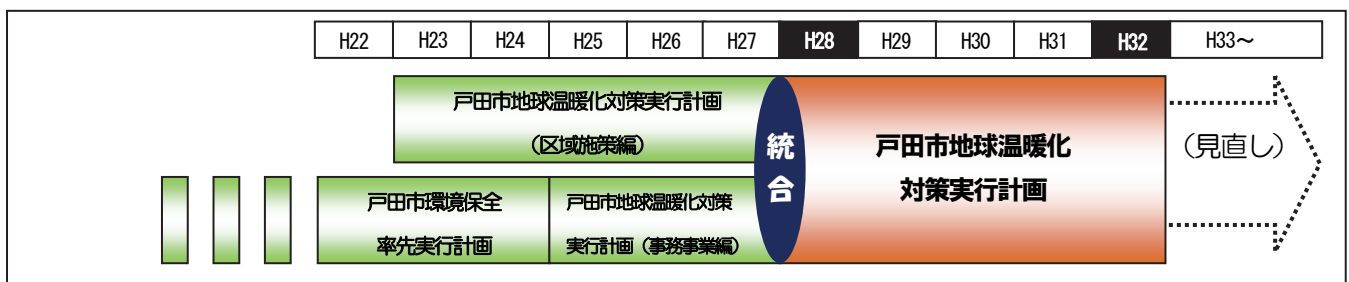 H22 H23 H24 H25 H26 H27 H28 H29 H30 H31 H32 H33～
戸田市地球温暖化対策実行計画
（区域施策編）
戸田市環境保全
率先実行計画
戸田市地球温暖化対策
実行計画（事務事業編）
統
合
戸田市地球温暖化
対策実行計画
（見直し）